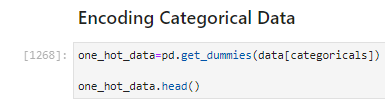 Encoding Categorical Data
[1268]: one_hot_data=pd.get_dummies(data[categoricals])
one_hot_data.head()